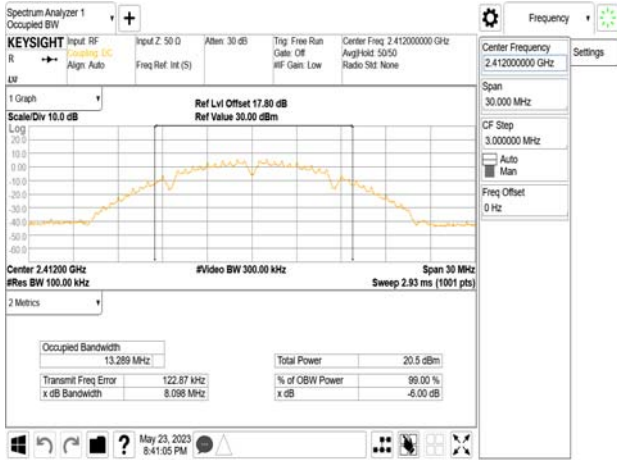 Spectrum Analyzer 1
Occupied BW
KEYSIGHT
R
Input: RF
Coupling: DC
Align: Auto
Input Z: 50 Ω
Freq Ref: Int (S)
Atten: 30 dB
Trig: Free Run
Gate: Off
#IF Gain: Low
Center Freq: 2.412000000 GHz
Avg|Hold: 50/50
Radio Std: None
1 Graph
Scale/Div 10.0 dB
Ref Lvl Offset 17.80 dB
Ref Value 30.00 dBm
Log
20.0
10.0
0.00
-10.0
-20.0
-30.0
-40.0
-50.0
-60.0
Center 2.41200 GHz
#Res BW 100.00 kHz
#Video BW 300.00 kHz
Span 30 MHz
Sweep 2.93 ms (1001 pts)
2 Metrics
Occupied Bandwidth
13.289 MHz
Transmit Freq Error 122.87 kHz
x dB Bandwidth 8.098 MHz
Total Power 20.5 dBm
% of OBW Power 99.00 %
x dB -6.00 dB
?
May 23, 2023
8:41:05 PM
Frequency
Settings
Center Frequency
2.412000000 GHz
Span
30.000 MHz
CF Step
3.000000 MHz
Auto
Man
Freq Offset
0 Hz